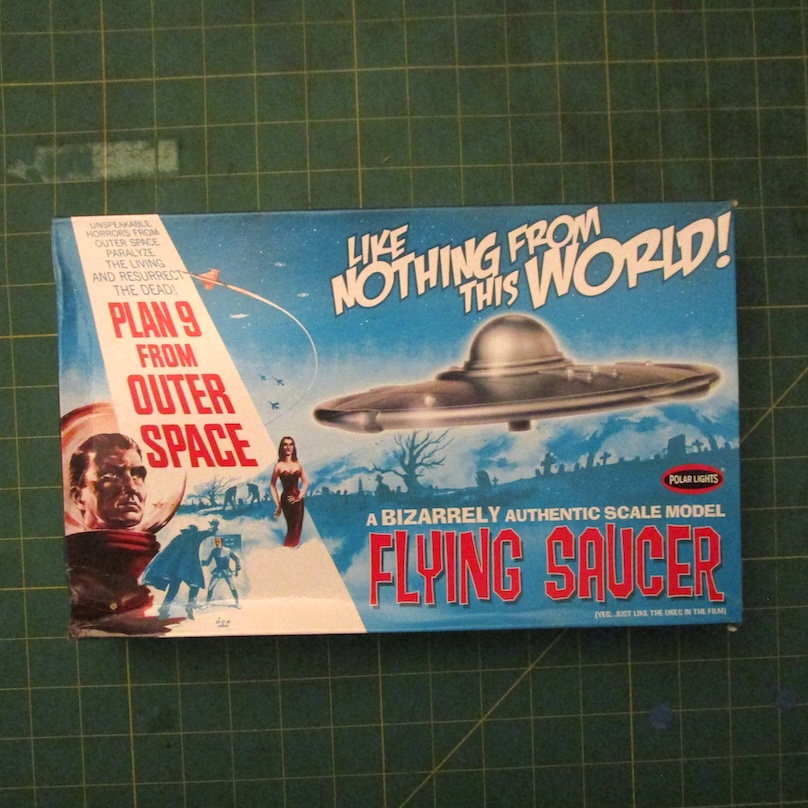 UNSPEAKABLE
HORRORS FROM
OUTER SPACE
PARALYZE
THE LIVING
AND RESURRECT
THE DEAD!
PLAN 9
FROM
OUTER
SPACE
LIKE
NOTHING FROM
THIS WORLD!
POLAR LIGHTS
A BIZARRELY AUTHENTIC SCALE MODEL
FLYING SAUCER
(YES, JUST LIKE THE ONES IN THE FILM)